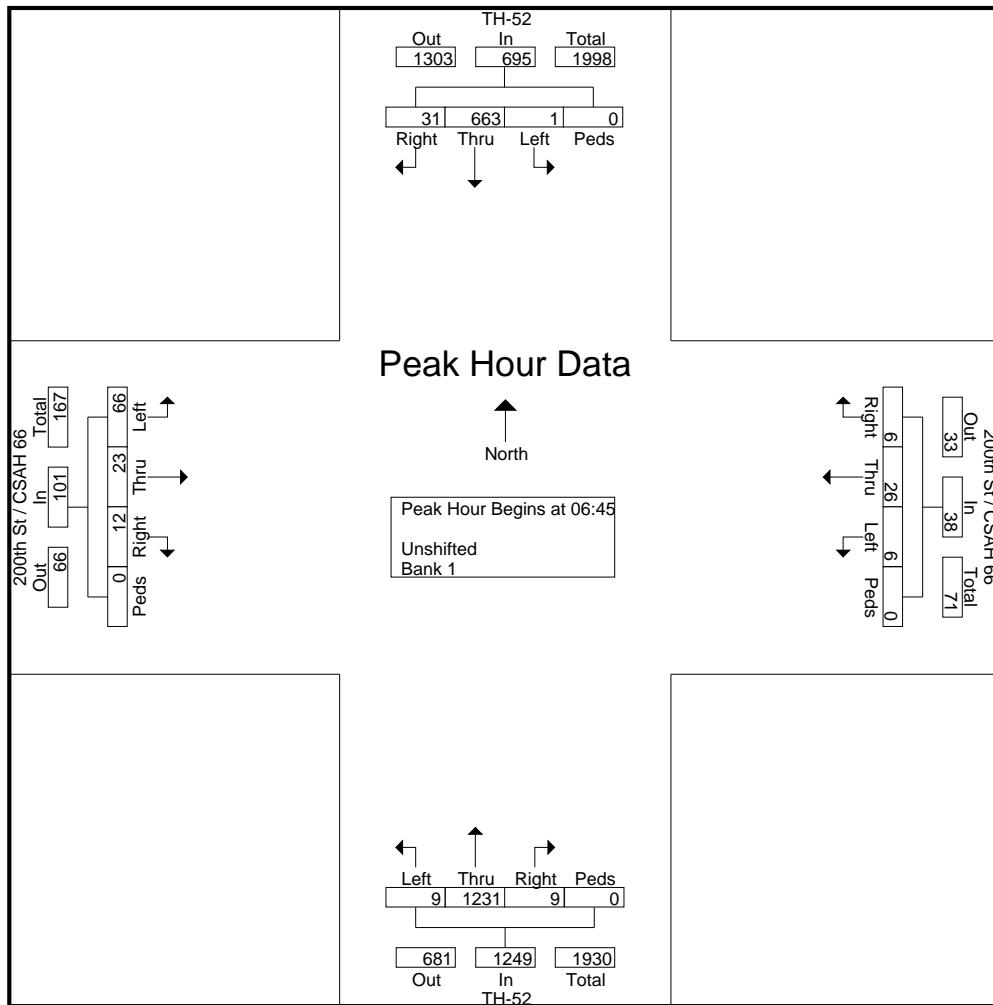 TH-52
Out In Total
1303 695 1998
31 663 1 0
Right Thru Left Peds
Peak Hour Data
North
Peak Hour Begins at 06:45
Unshifted
Bank 1
200th St / CSAH 66
Total In Out
167 101 66
66 23 12 0
Left Thru Right Peds
200th St / CSAH 66
Out In Total
33 38 71
6 26 6 0
Right Thru Left Peds
Left Thru Right Peds
9 1231 9 0
681 1249 1930
Out In Total
TH-52